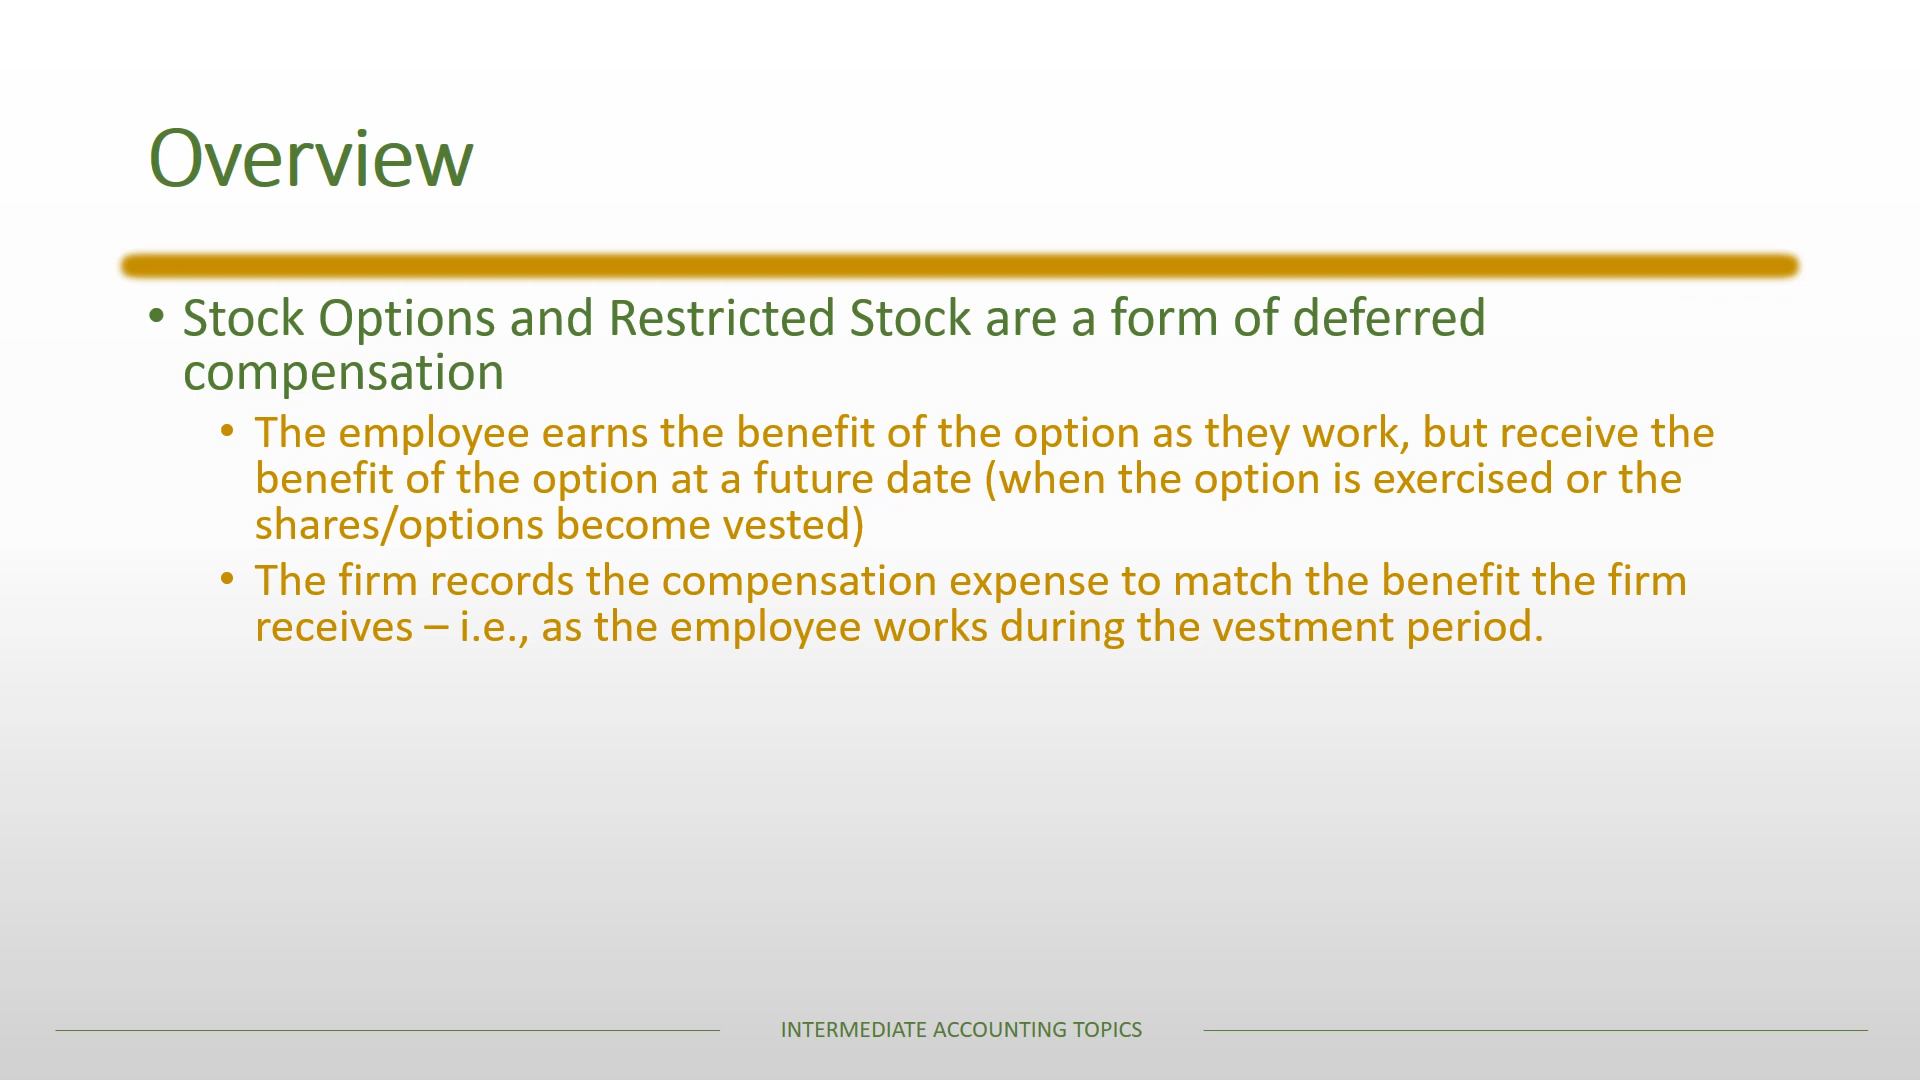 Overview
• Stock Options and Restricted Stock are a form of deferred
compensation
• The employee earns the benefit of the option as they work, but receive the
benefit of the option at a future date (when the option is exercised or the
shares/options become vested)
• The firm records the compensation expense to match the benefit the firm
receives – i.e., as the employee works during the vestment period.
INTERMEDIATE ACCOUNTING TOPICS